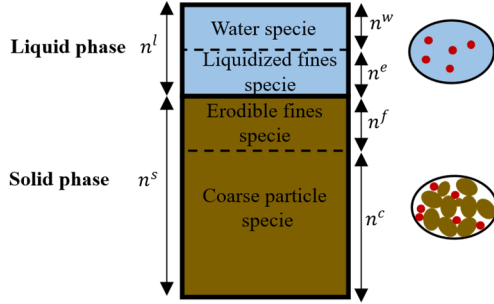 Water specie
n^w
Liquid phase
n^l
Liquidized fines
specie
n^e
Erodible fines
specie
n^f
Solid phase
n^s
Coarse particle
specie
n^c